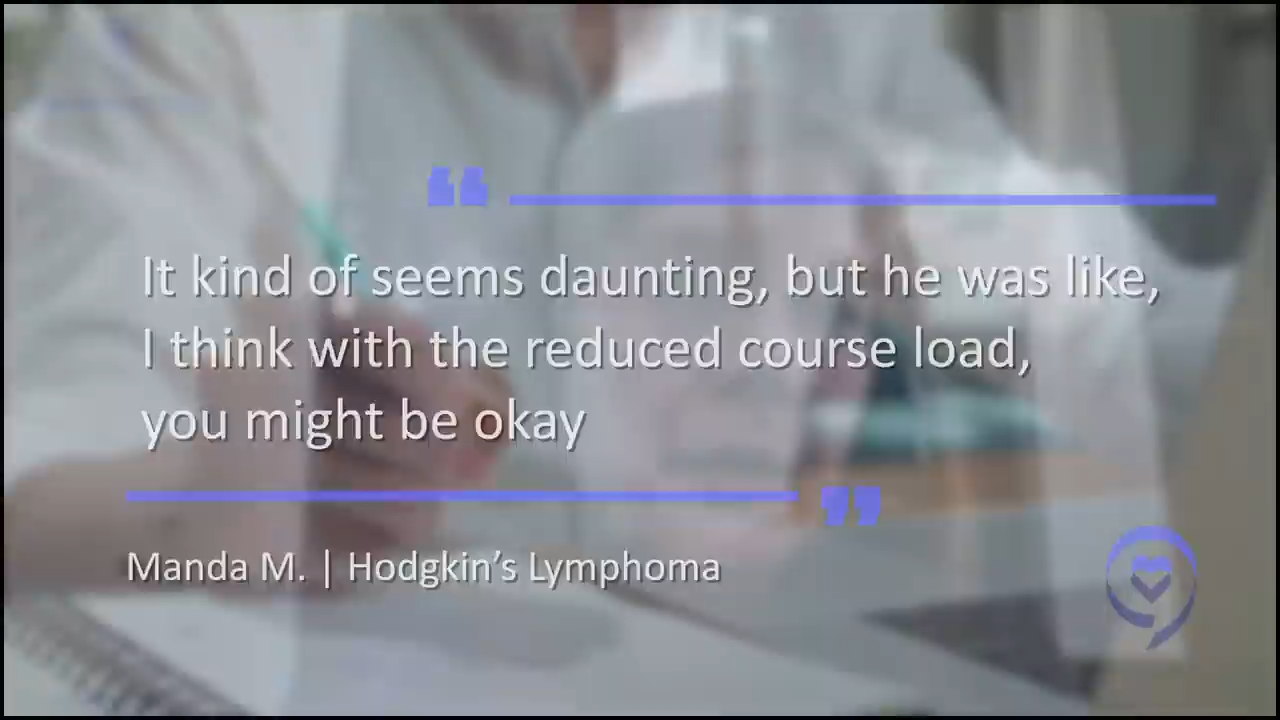 “
It kind of seems daunting, but he was like,
I think with the reduced course load,
you might be okay
”
Manda M. | Hodgkin’s Lymphoma